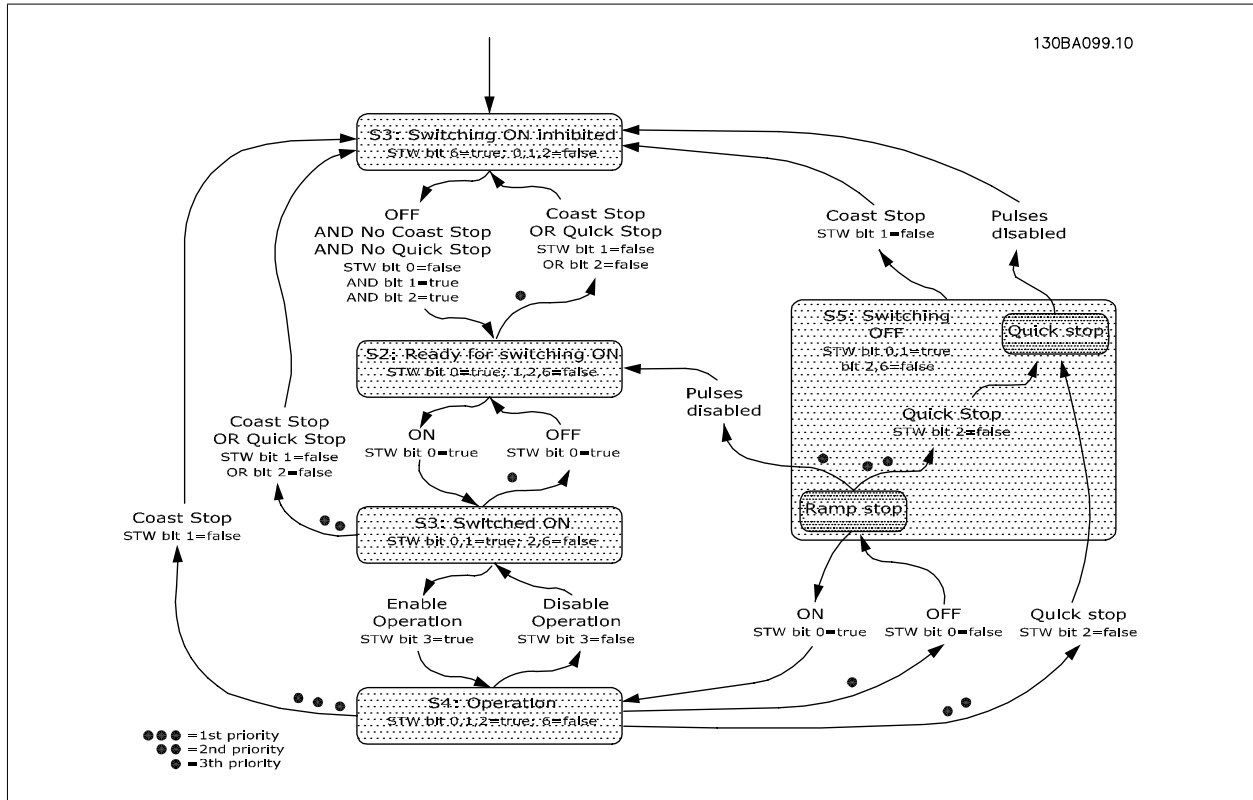 130BA099.10
S3: Switching ON inhibited
STW bit 6=true; 0,1,2=false
OFF
AND No Coast Stop
AND No Quick Stop
STW bit 0=false
AND bit 1=true
AND bit 2=true
Coast Stop
OR Quick Stop
STW bit 1=false
OR bit 2=false
Coast Stop
STW bit 1=false
Pulses
disabled
S5: Switching
OFF
STW bit 0,1=true
bit 2,6=false
Quick stop
S2: Ready for switching ON
STW bit 0=true; 1,2,6=false
Pulses
disabled
Quick Stop
STW bit 2=false
Coast Stop
OR Quick Stop
STW bit 1=false
OR bit 2=false
ON
STW bit 0=true
OFF
STW bit 0=true
Ramp stop
Coast Stop
STW bit 1=false
S3: Switched ON
STW bit 0,1=true; 2,6=false
Enable
Operation
STW bit 3=true
Disable
Operation
STW bit 3=false
ON
STW bit 0=true
OFF
STW bit 0=false
Quick stop
STW bit 2=false
S4: Operation
STW bit 0,1,2=true; 6=false
=1st priority
=2nd priority
=3th priority